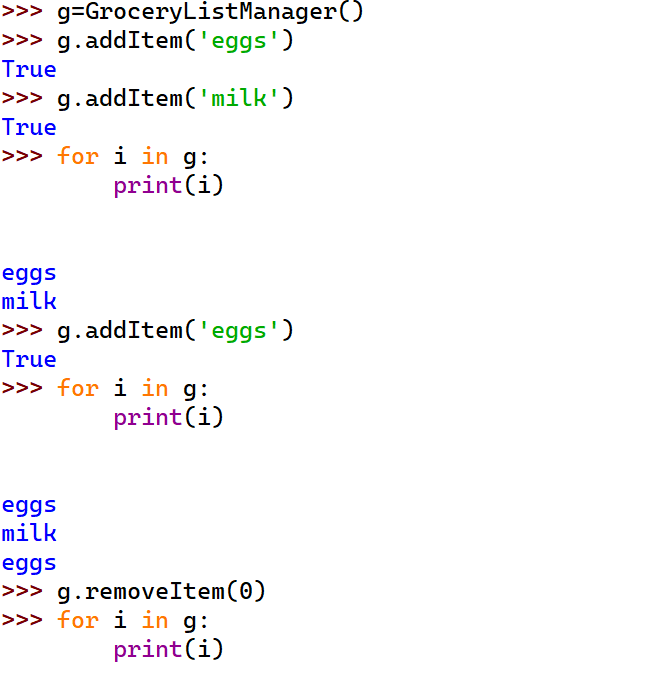 >>> g=GroceryListManager()
>>> g.addItem('eggs')
True
>>> g.addItem('milk')
True
>>> for i in g:
        print(i)
eggs
milk
>>> g.addItem('eggs')
True
>>> for i in g:
        print(i)
eggs
milk
eggs
>>> g.removeItem(0)
>>> for i in g:
        print(i)